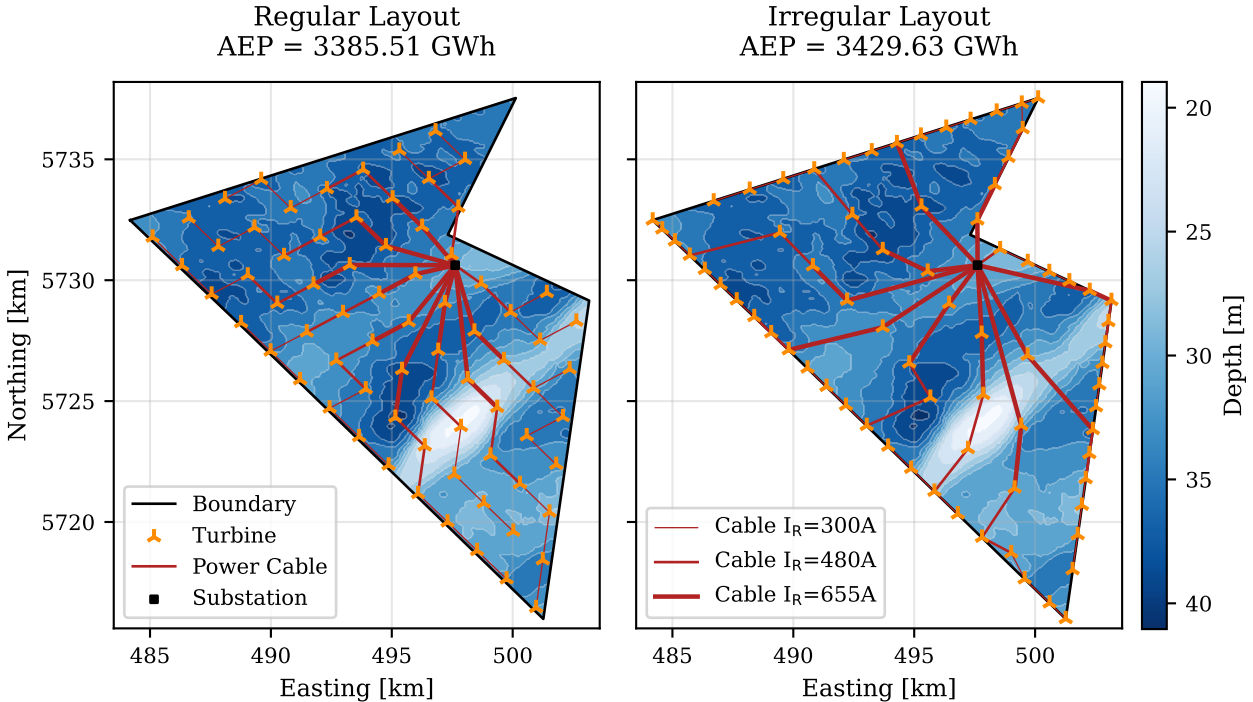 Regular Layout
AEP = 3385.51 GWh
Irregular Layout
AEP = 3429.63 GWh
Northing [km]
5735
5730
5725
5720
485
490
495
500
Easting [km]
Boundary
Turbine
Power Cable
Substation
485
490
495
500
Easting [km]
Cable I_R=300A
Cable I_R=480A
Cable I_R=655A
20
25
30
35
40
Depth [m]